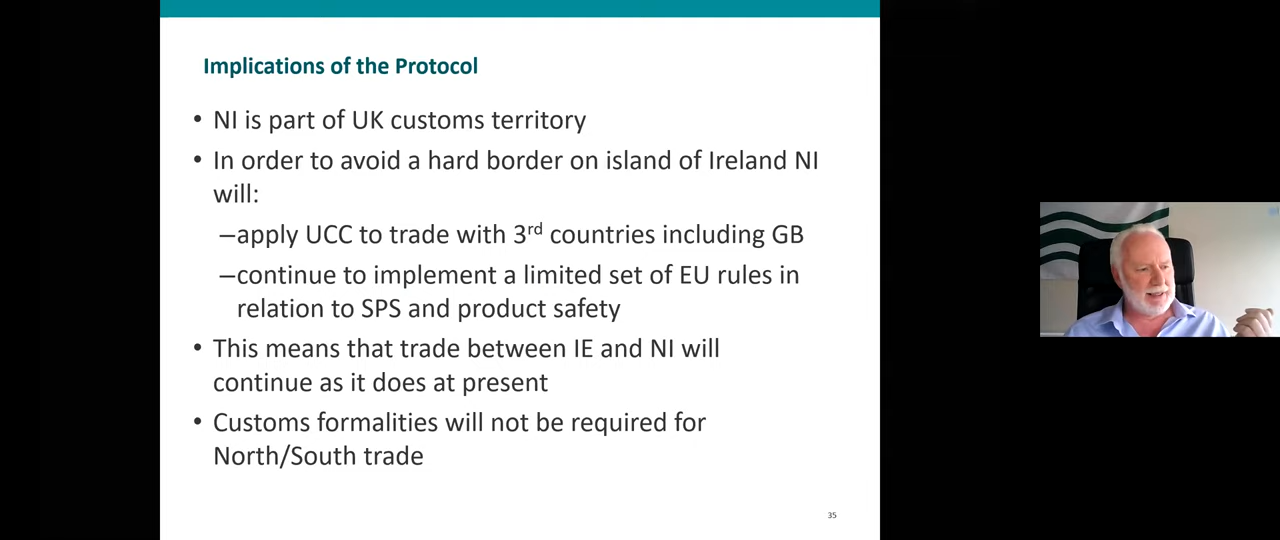 Implications of the Protocol
• NI is part of UK customs territory
• In order to avoid a hard border on island of Ireland NI
will:
–apply UCC to trade with 3rd countries including GB
–continue to implement a limited set of EU rules in
relation to SPS and product safety
• This means that trade between IE and NI will
continue as it does at present
• Customs formalities will not be required for
North/South trade
35